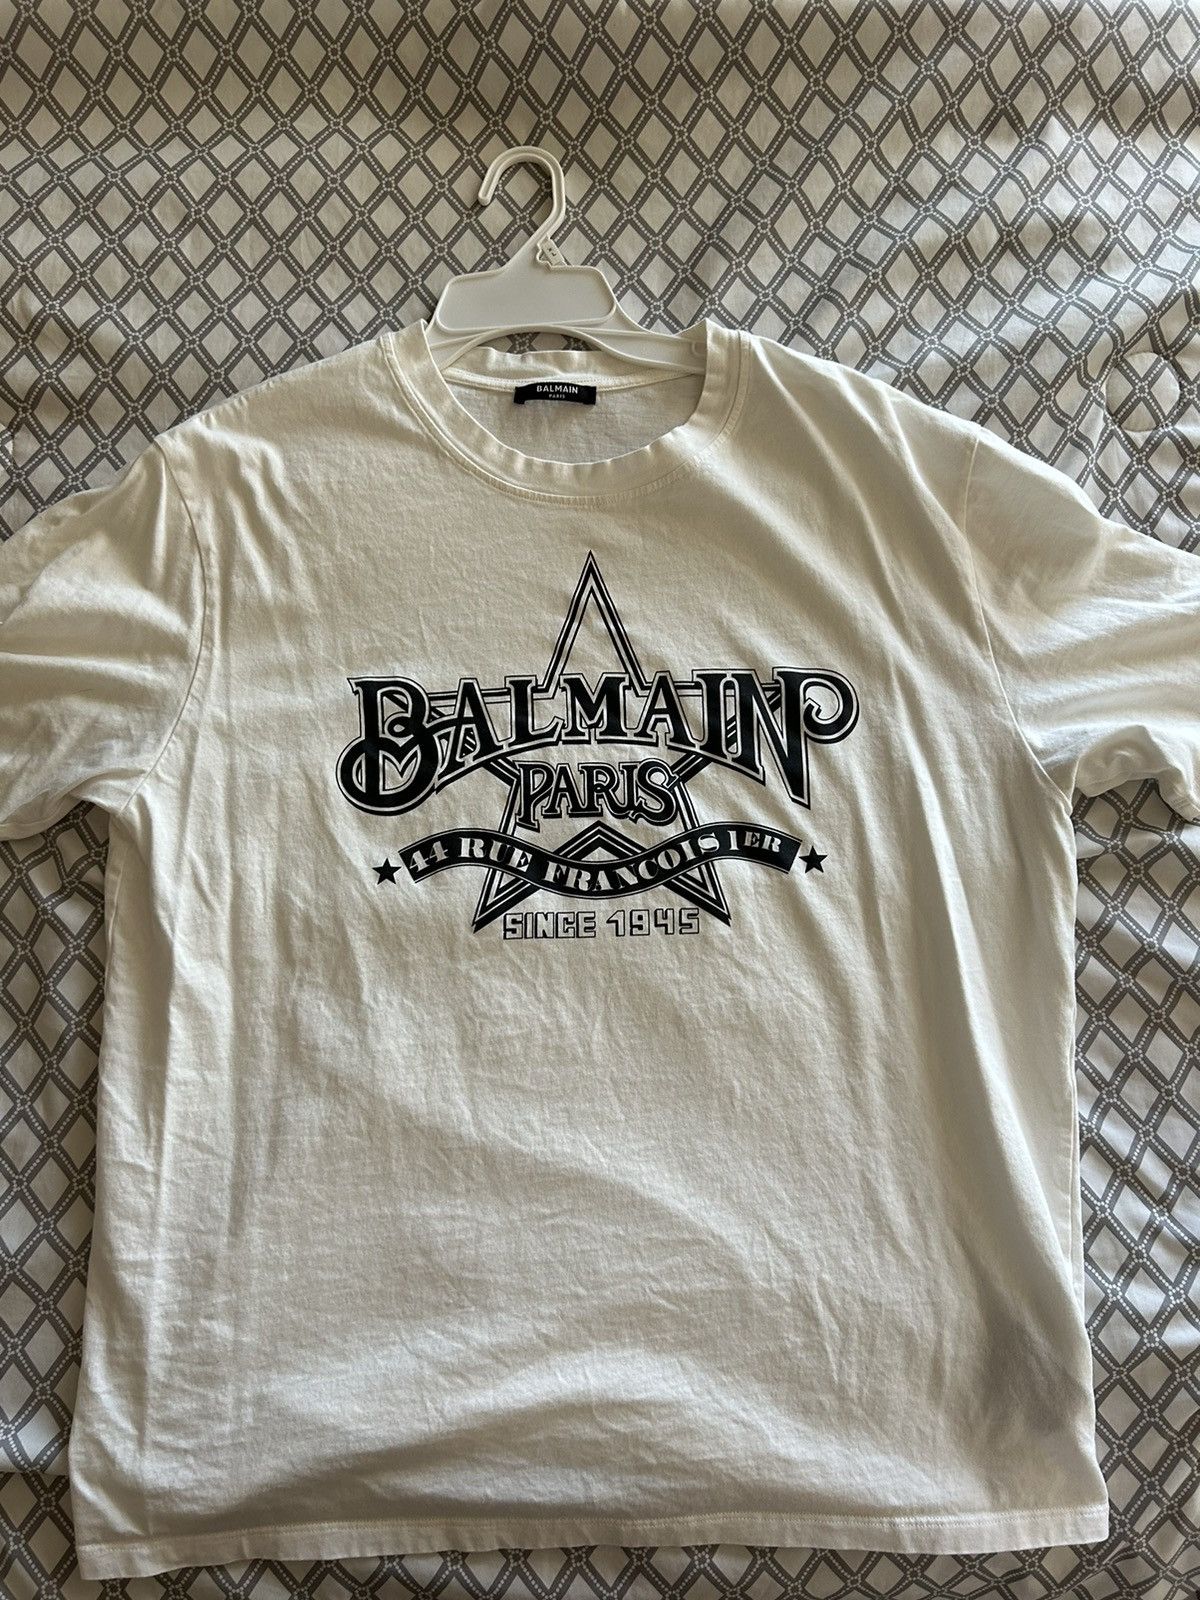 BALMAIN
PARIS
BALMAIN
PARIS
44 RUE FRANCOIS 1ER
SINCE 1945